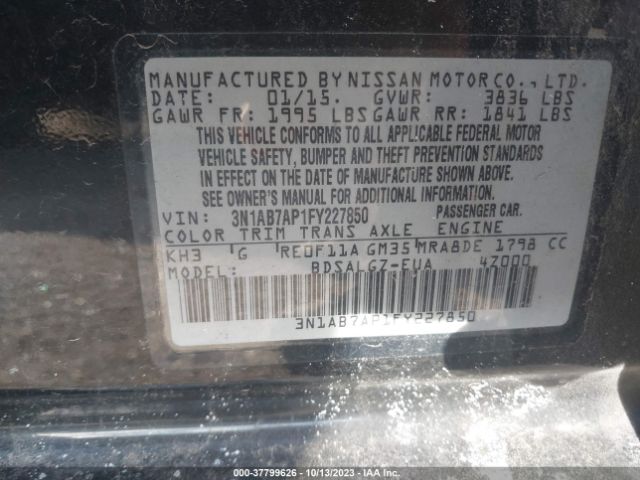 MANUFACTURED BY NISSAN MOTOR CO., LTD.
DATE: 01/15. GVWR: 3836 LBS
GAWR FR: 1995 LBS GAWR RR: 1841 LBS
THIS VEHICLE CONFORMS TO ALL APPLICABLE FEDERAL MOTOR
VEHICLE SAFETY, BUMPER AND THEFT PREVENTION STANDARDS
IN EFFECT ON THE DATE OF MANUFACTURE SHOWN ABOVE.
SEE OWNER'S MANUAL FOR ADDITIONAL INFORMATION.
VIN: 3N1AB7AP1FY227850 PASSENGER CAR.
COLOR TRIM TRANS AXLE ENGINE
KH3 G RE0F11A GM35 MRA8DE 1798 CC
MODEL: BDSALGZ-EUA 4Z000
3N1AB7AP1FY227850
000-37799626 - 10/13/2023 - IAA Inc.